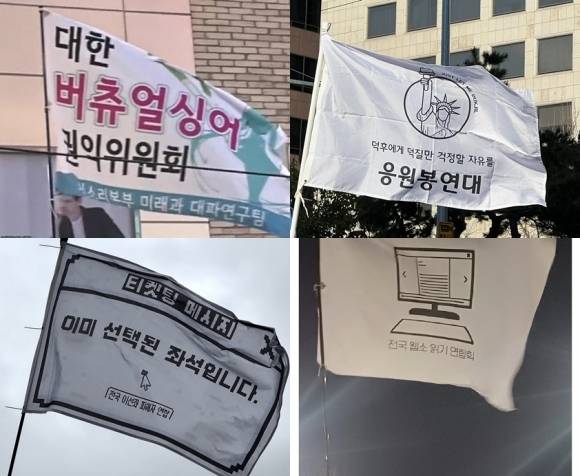 대한
버츄얼싱어
권익위원회
미래과 대파연구팀
덕후에게 덕질만 걱정할 자유를
응원봉연대
티켓팅 메시지
이미 선택된 좌석입니다.
전국 이선좌 피해자 연합
전국 웹소 읽기 연합회